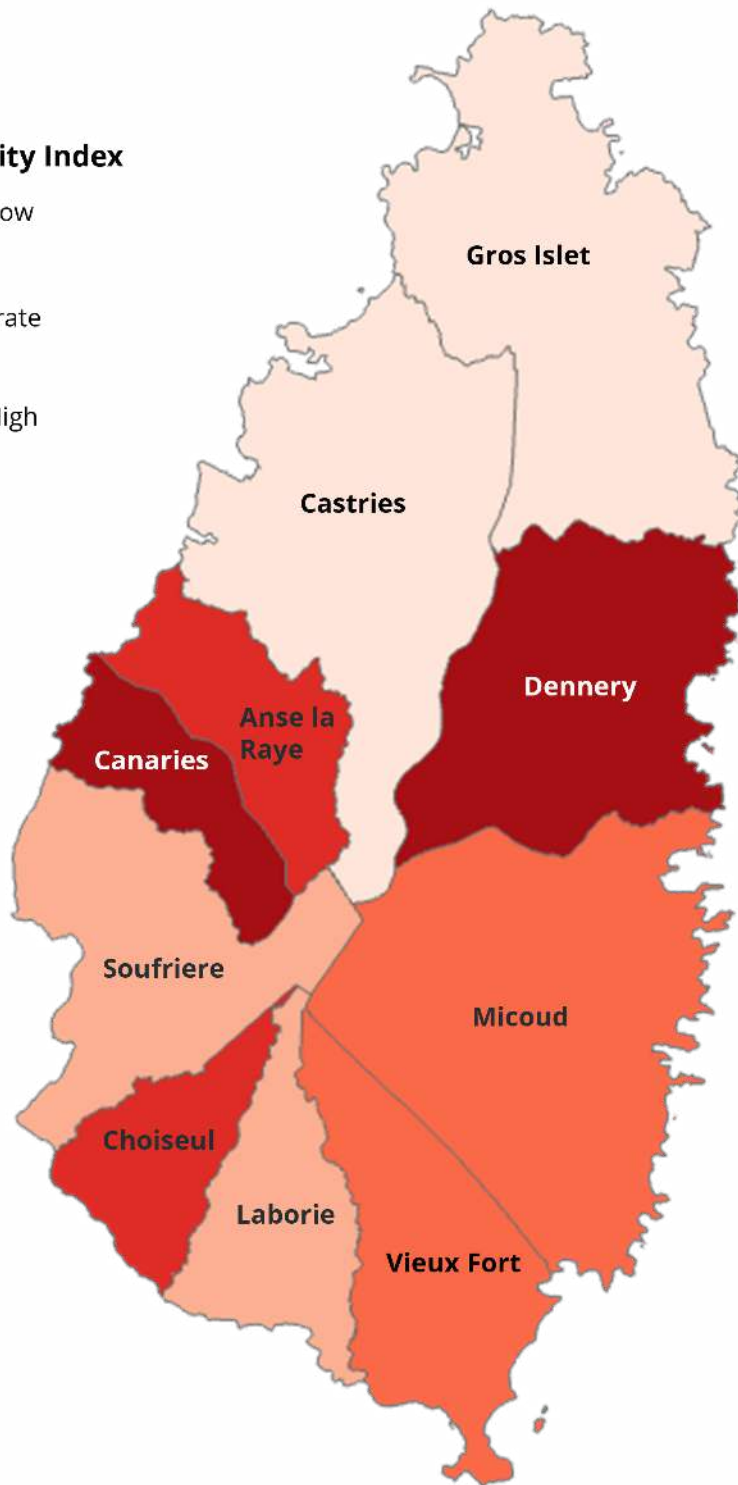 ity Index
ow
rate
igh
Gros Islet
Castries
Dennery
Anse la
Raye
Canaries
Soufriere
Micoud
Choiseul
Laborie
Vieux Fort